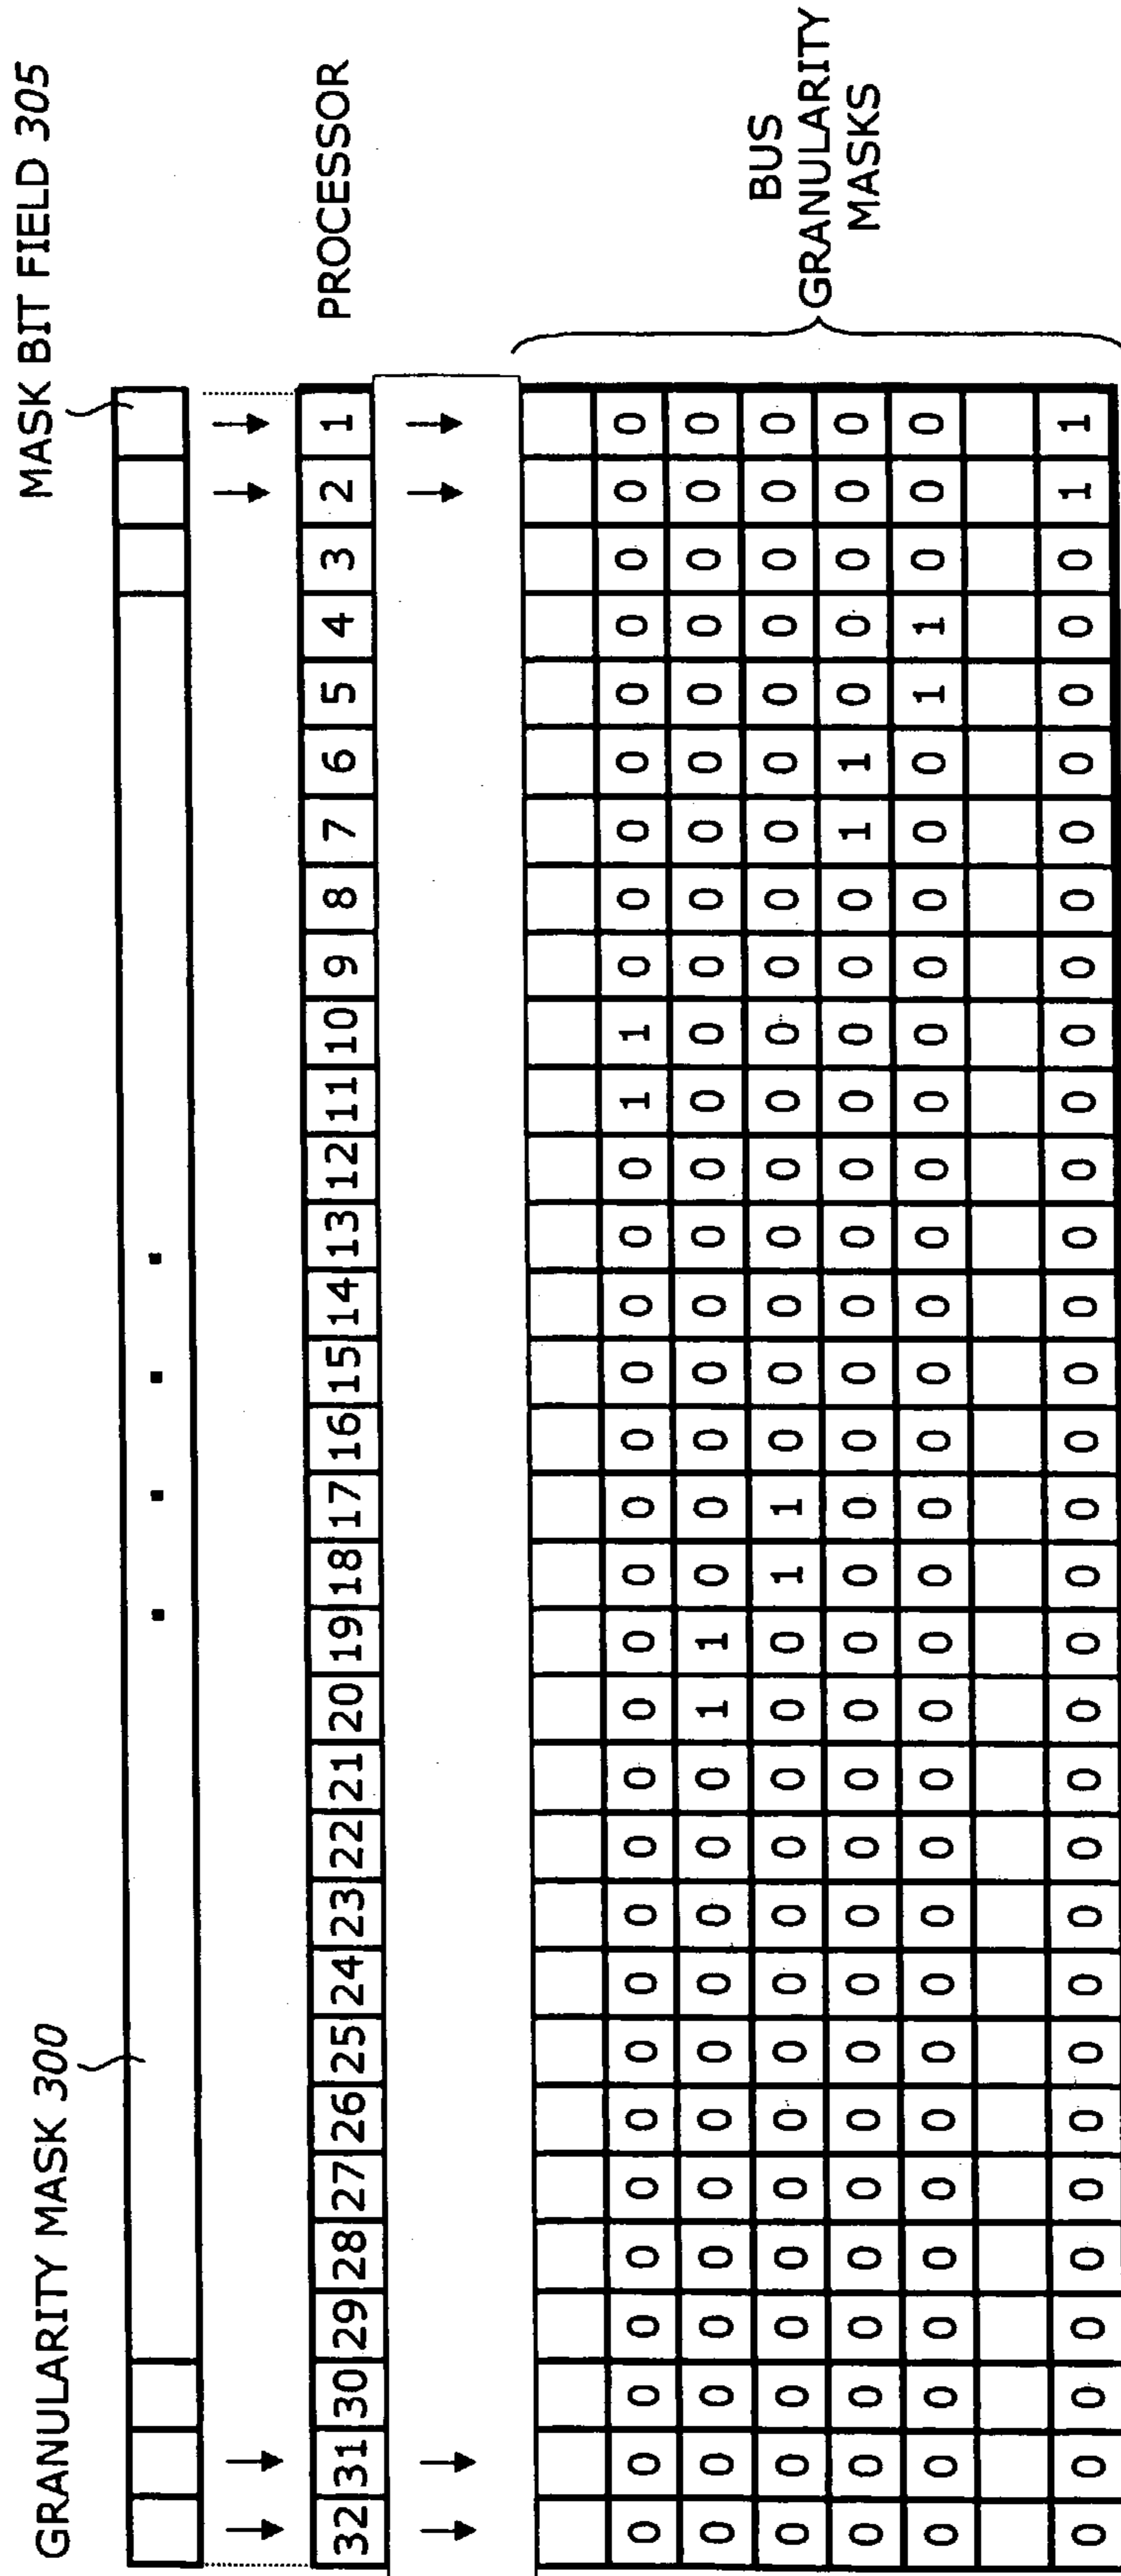 GRANULARITY MASK 300
MASK BIT FIELD 305
32 31 30 29 28 27 26 25 24 23 22 21 20 19 18 17 16 15 14 13 12 11 10 9 8 7 6 5 4 3 2 1
PROCESSOR
0 0 0 0 0 0 0 0 0 0 0 0 0 0 0 0 0 0 0 0 0 1 1 0 0 0 0 0 0 0 0 0
0 0 0 0 0 0 0 0 0 0 0 0 1 1 0 0 0 0 0 0 0 0 0 0 0 0 0 0 0 0 0 0
0 0 0 0 0 0 0 0 0 0 0 0 0 0 1 1 0 0 0 0 0 0 0 0 0 0 0 0 0 0 0 0
0 0 0 0 0 0 0 0 0 0 0 0 0 0 0 0 0 0 0 0 0 0 0 0 0 1 1 0 0 0 0 0
0 0 0 0 0 0 0 0 0 0 0 0 0 0 0 0 0 0 0 0 0 0 0 0 0 0 0 1 1 0 0 0
0 0 0 0 0 0 0 0 0 0 0 0 0 0 0 0 0 0 0 0 0 0 0 0 0 0 0 0 0 0 1 1
BUS
GRANULARITY
MASKS